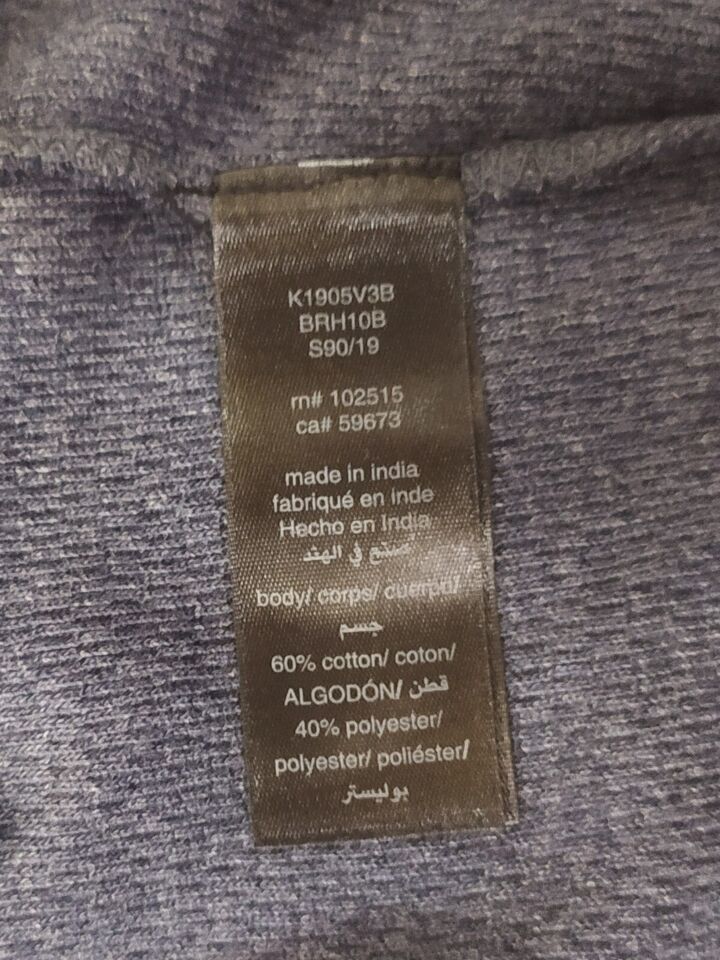 K1905V3B
BRH10B
S90/19
rn# 102515
ca# 59673
made in india
fabriqué en inde
Hecho en India
صنع في الهند
body/ corps/ cuerpo/
جسم
60% cotton/ coton/
ALGODÓN/ قطن
40% polyester/
polyester/ poliéster/
بوليستر